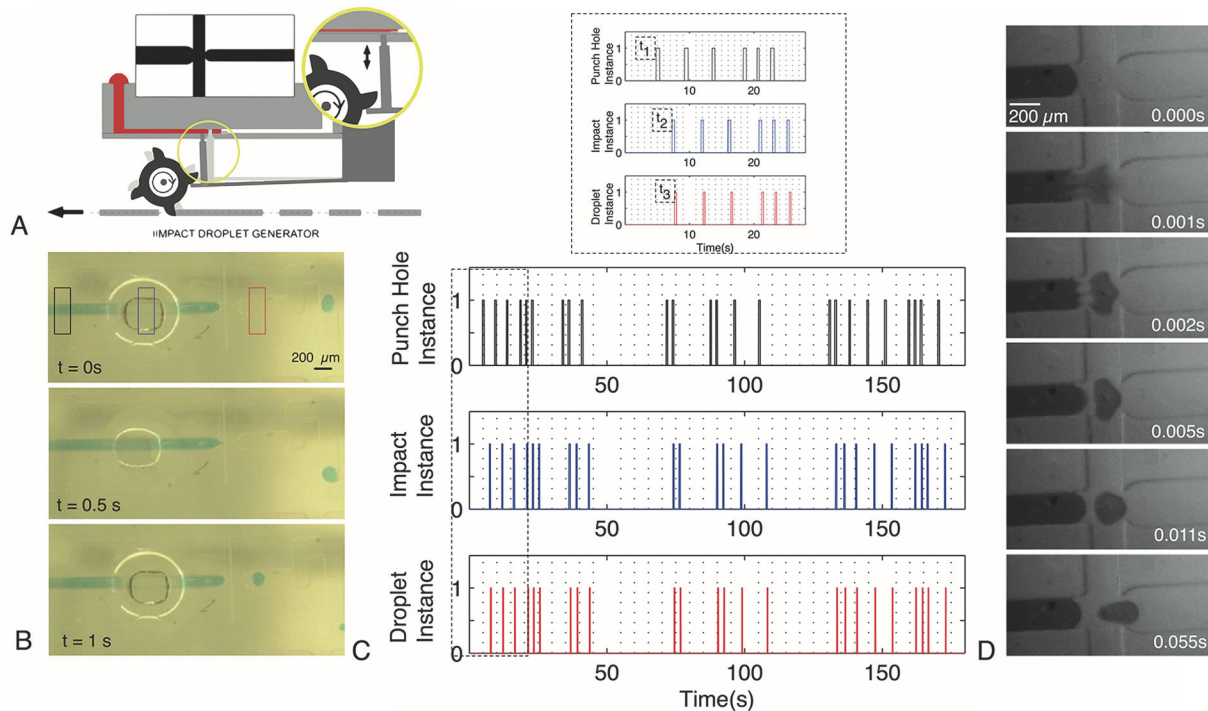 A
IIMPACT DROPLET GENERATOR
Punch Hole
Instance
1
0
t1
10
20
Impact
Instance
1
0
t2
10
20
Droplet
Instance
1
0
t3
10
20
Time(s)
B
t = 0s
200 µm
t = 0.5 s
t = 1 s
C
Punch Hole
Instance
1
0
50
100
150
Impact
Instance
1
0
50
100
150
Droplet
Instance
1
0
50
100
150
Time(s)
D
200 µm
0.000s
0.001s
0.002s
0.005s
0.011s
0.055s